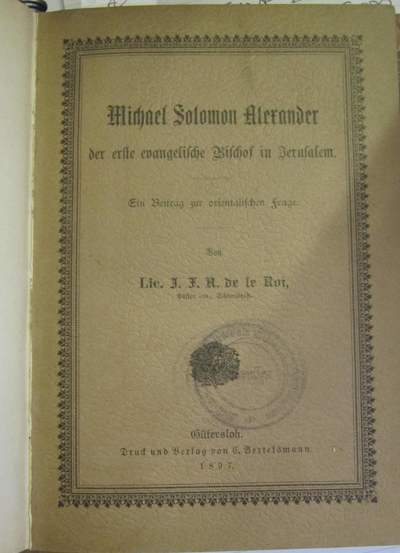 Michael Solomon Alexander
der erste evangelische Bischof in Jerusalem.
Ein Beitrag zur orientalischen Frage.
Von
Lic. J. F. A. de le Roi,
Pastor
Gütersloh.
Druck und Verlag von C. Bertelsmann.
1897.